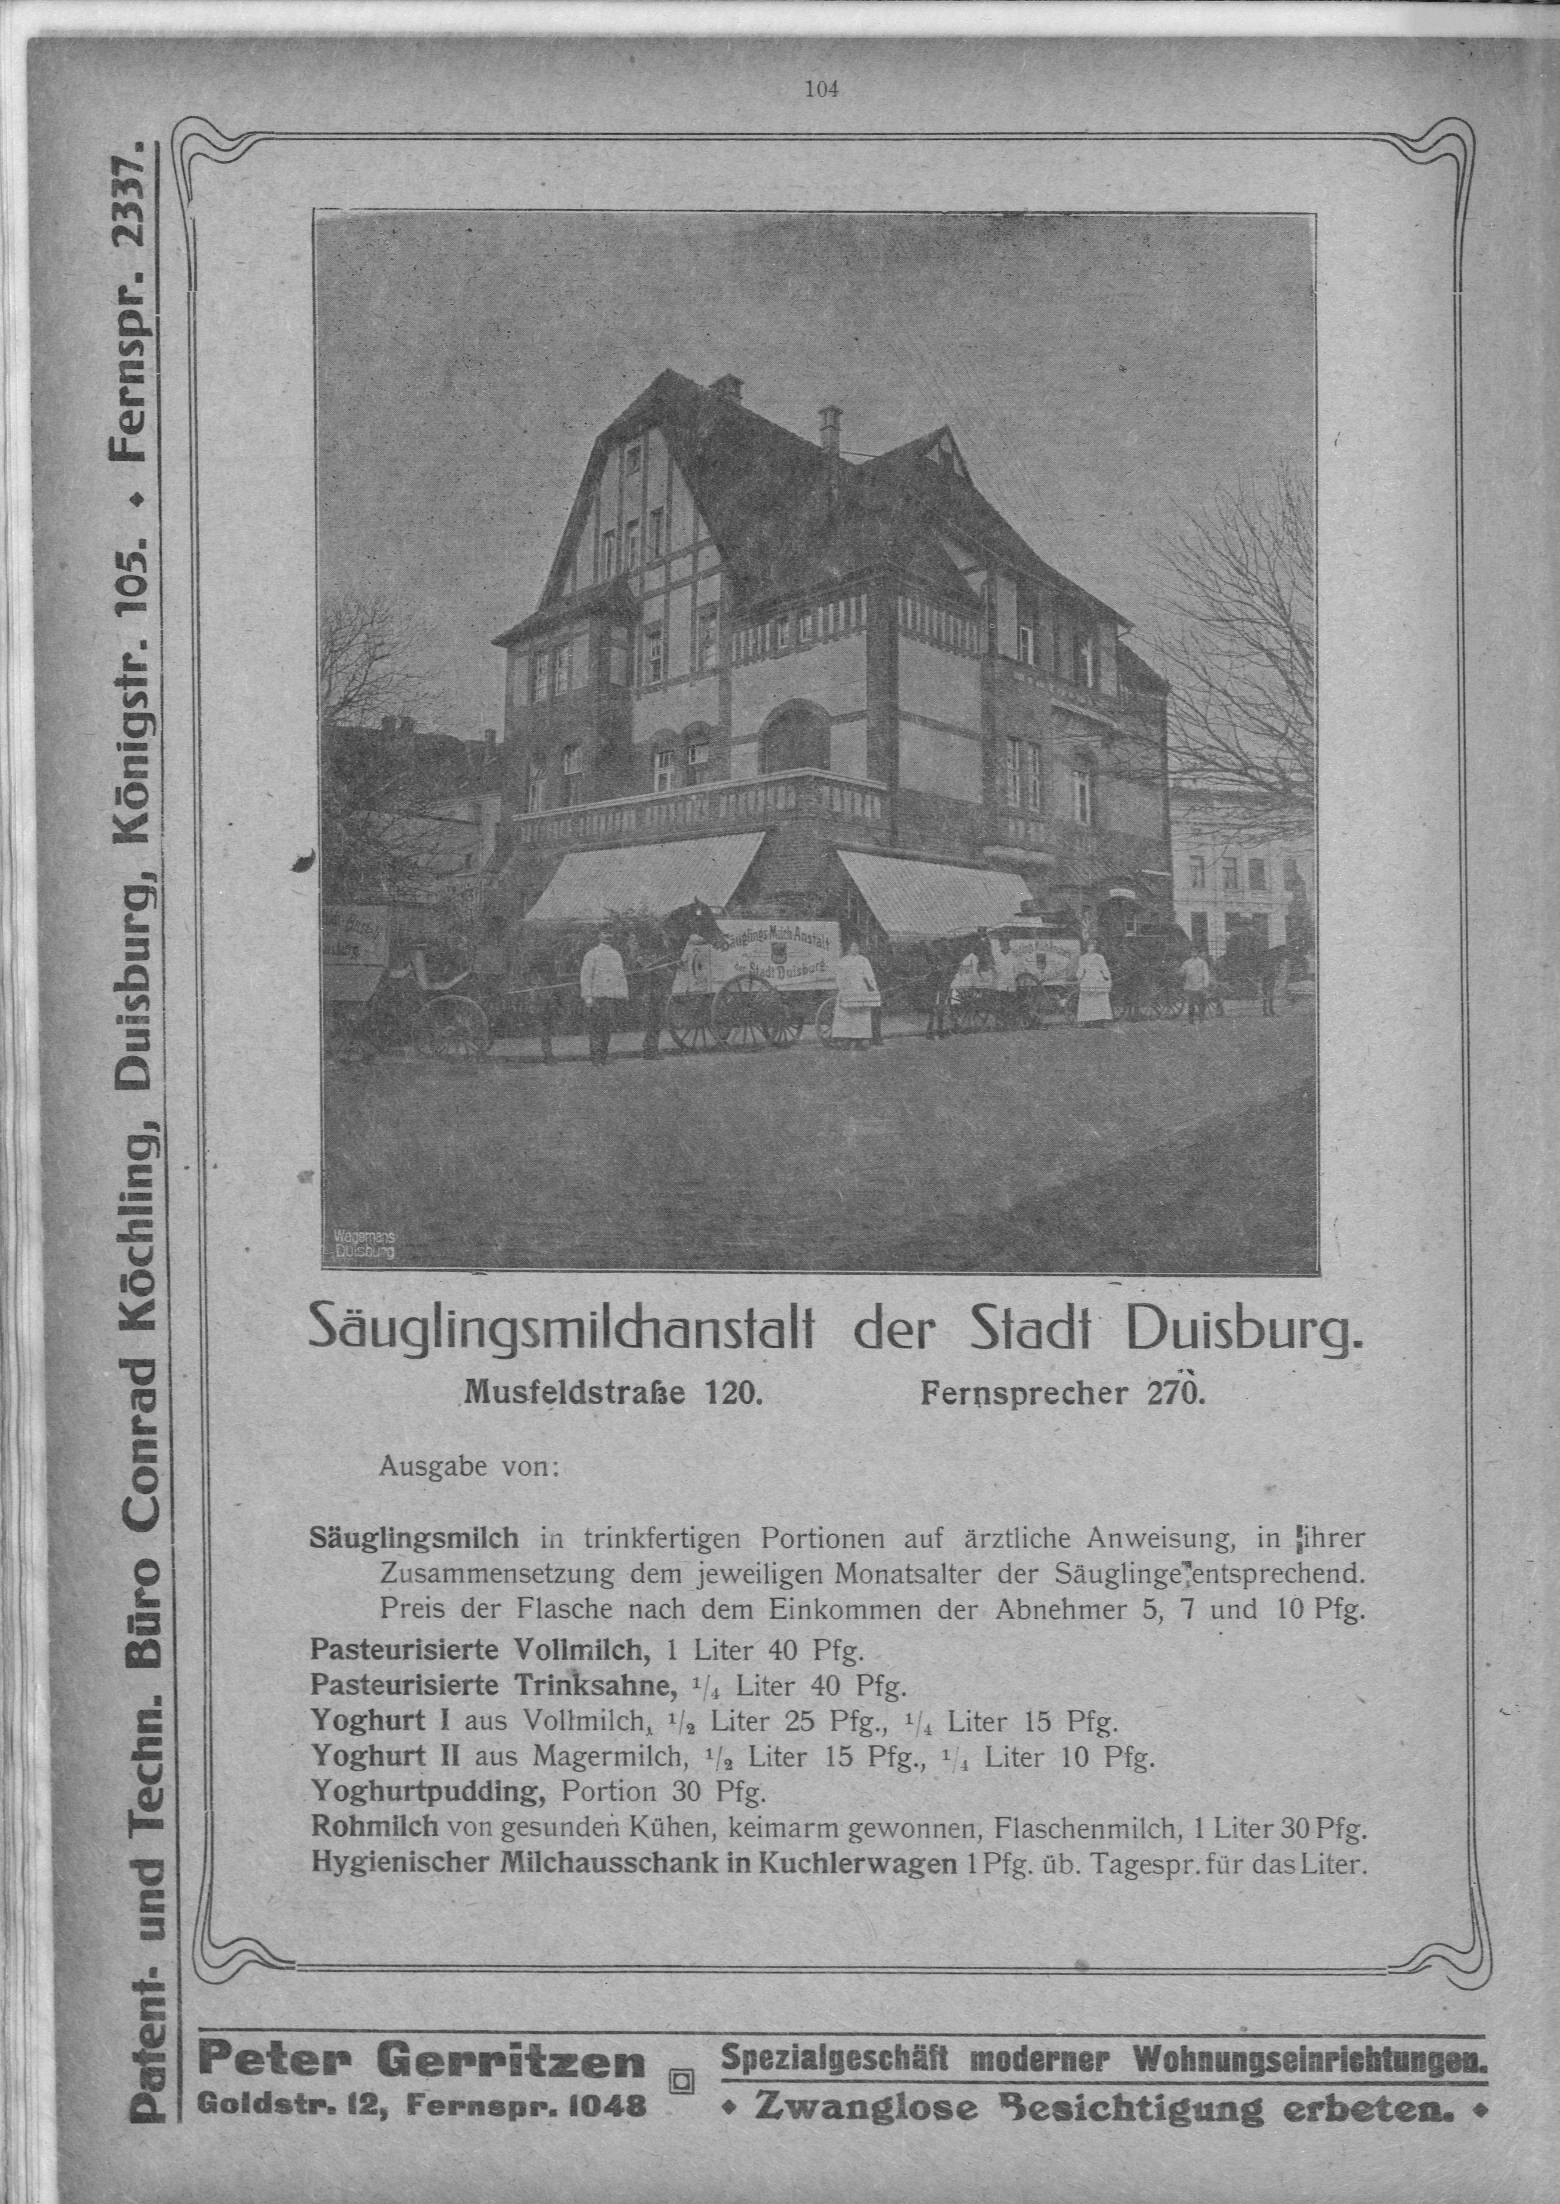 104
Patent- und Techn. Büro Conrad Köchling, Duisburg, Königstr. 105. ⬩ Fernspr. 2337.
Säuglings Milch Anstalt
der Stadt Duisburg
Wagemans
Duisburg
Säuglingsmilchanstalt der Stadt Duisburg.
Musfeldstraße 120. Fernsprecher 270.
Ausgabe von:
Säuglingsmilch in trinkfertigen Portionen auf ärztliche Anweisung, in ihrer
Zusammensetzung dem jeweiligen Monatsalter der Säuglinge entsprechend.
Preis der Flasche nach dem Einkommen der Abnehmer 5, 7 und 10 Pfg.
Pasteurisierte Vollmilch, 1 Liter 40 Pfg.
Pasteurisierte Trinksahne, 1/4 Liter 40 Pfg.
Yoghurt I aus Vollmilch, 1/2 Liter 25 Pfg., 1/4 Liter 15 Pfg.
Yoghurt II aus Magermilch, 1/2 Liter 15 Pfg., 1/4 Liter 10 Pfg.
Yoghurtpudding, Portion 30 Pfg.
Rohmilch von gesunden Kühen, keimarm gewonnen, Flaschenmilch, 1 Liter 30 Pfg.
Hygienischer Milchausschank in Kuchlerwagen 1 Pfg. üb. Tagespr. für das Liter.
Peter Gerritzen
Goldstr. 12, Fernspr. 1048
Spezialgeschäft moderner Wohnungseinrichtungen.
⬩ Zwanglose Besichtigung erbeten. ⬩